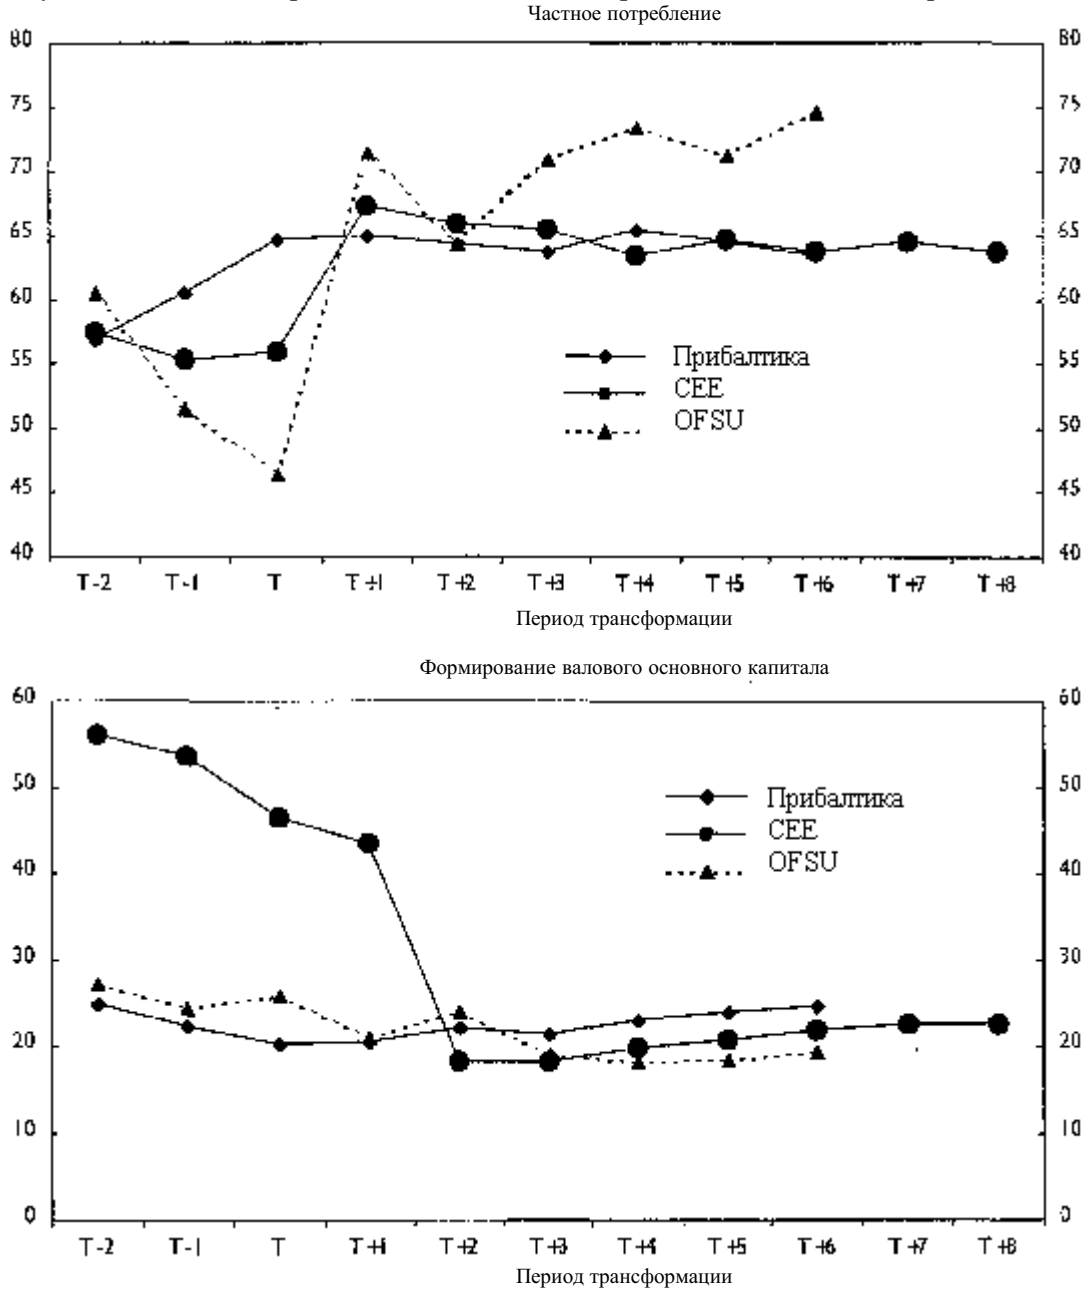 Частное потребление
80 80
75 75
70 70
65 65
60 60
55 55
50 50
45 45
40 40
Прибалтика
CEE
OFSU
T-2 T-1 T T+1 T+2 T+3 T+4 T+5 T+6 T+7 T+8
Период трансформации
Формирование валового основного капитала
60 60
50 50
40 40
30 30
20 20
10 10
0 0
Прибалтика
CEE
OFSU
T-2 T-1 T T+1 T+2 T+3 T+4 T+5 T+6 T+7 T+8
Период трансформации